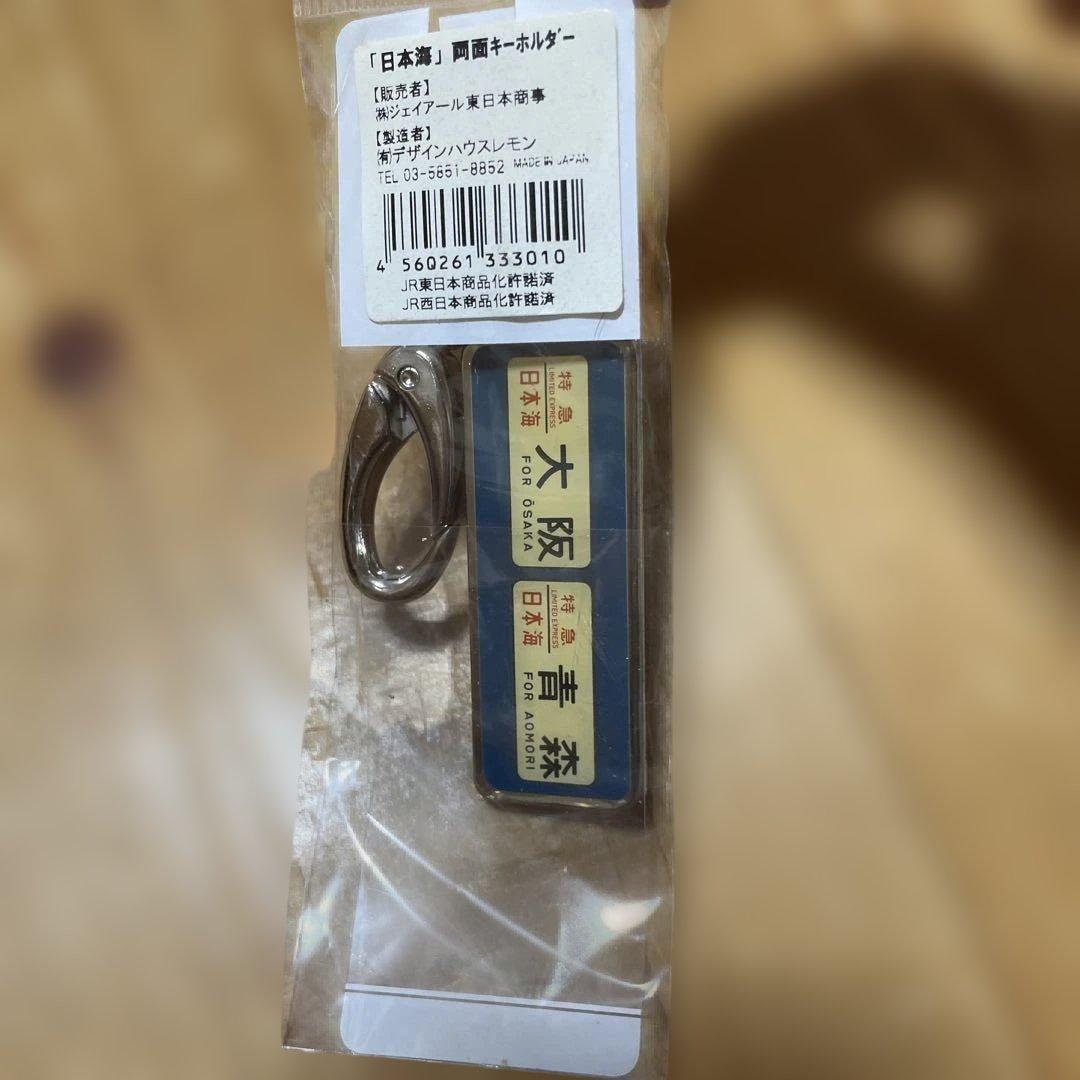 「日本海」両面キーホルダー
【販売者】
㈱ジェイアール東日本商事
【製造者】
㈲デザインハウスレモン
TEL 03-5851-8852 MADE IN JAPAN
4 560261 333010
JR東日本商品化許諾済
JR西日本商品化許諾済
特急
LIMITED EXPRESS
日本海
大阪
FOR ŌSAKA
特急
LIMITED EXPRESS
日本海
青森
FOR AOMORI